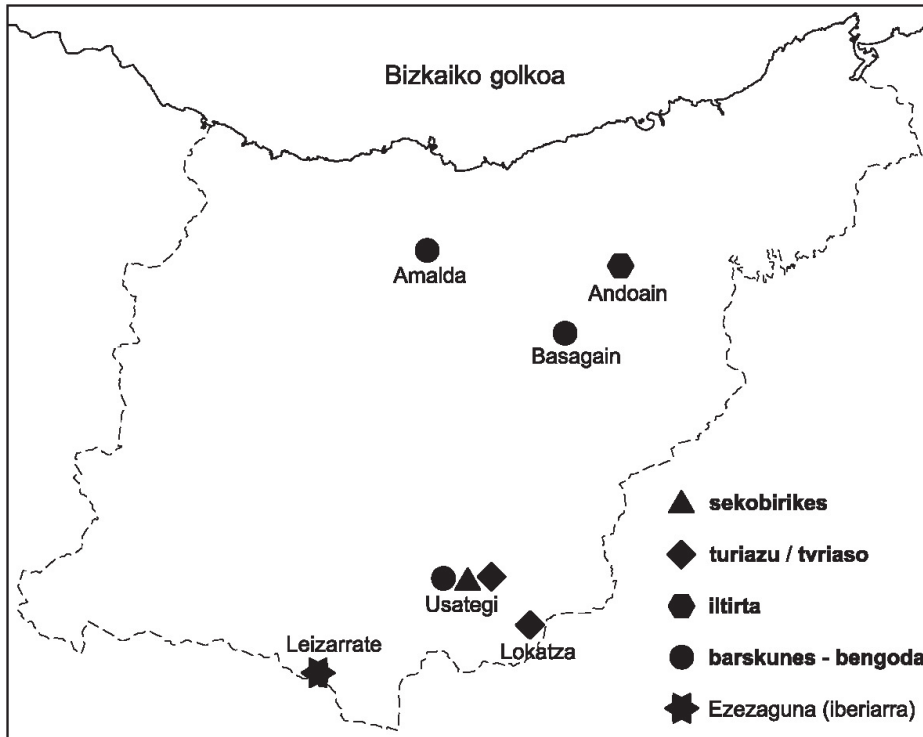 Bizkaiko golkoa
Amalda
Andoain
Basagain
sekobirikes
turiazu / tvriaso
iltirta
Usategi
Leizarrate
Lokatza
barskunes - bengoda
Ezezaguna (iberiarra)